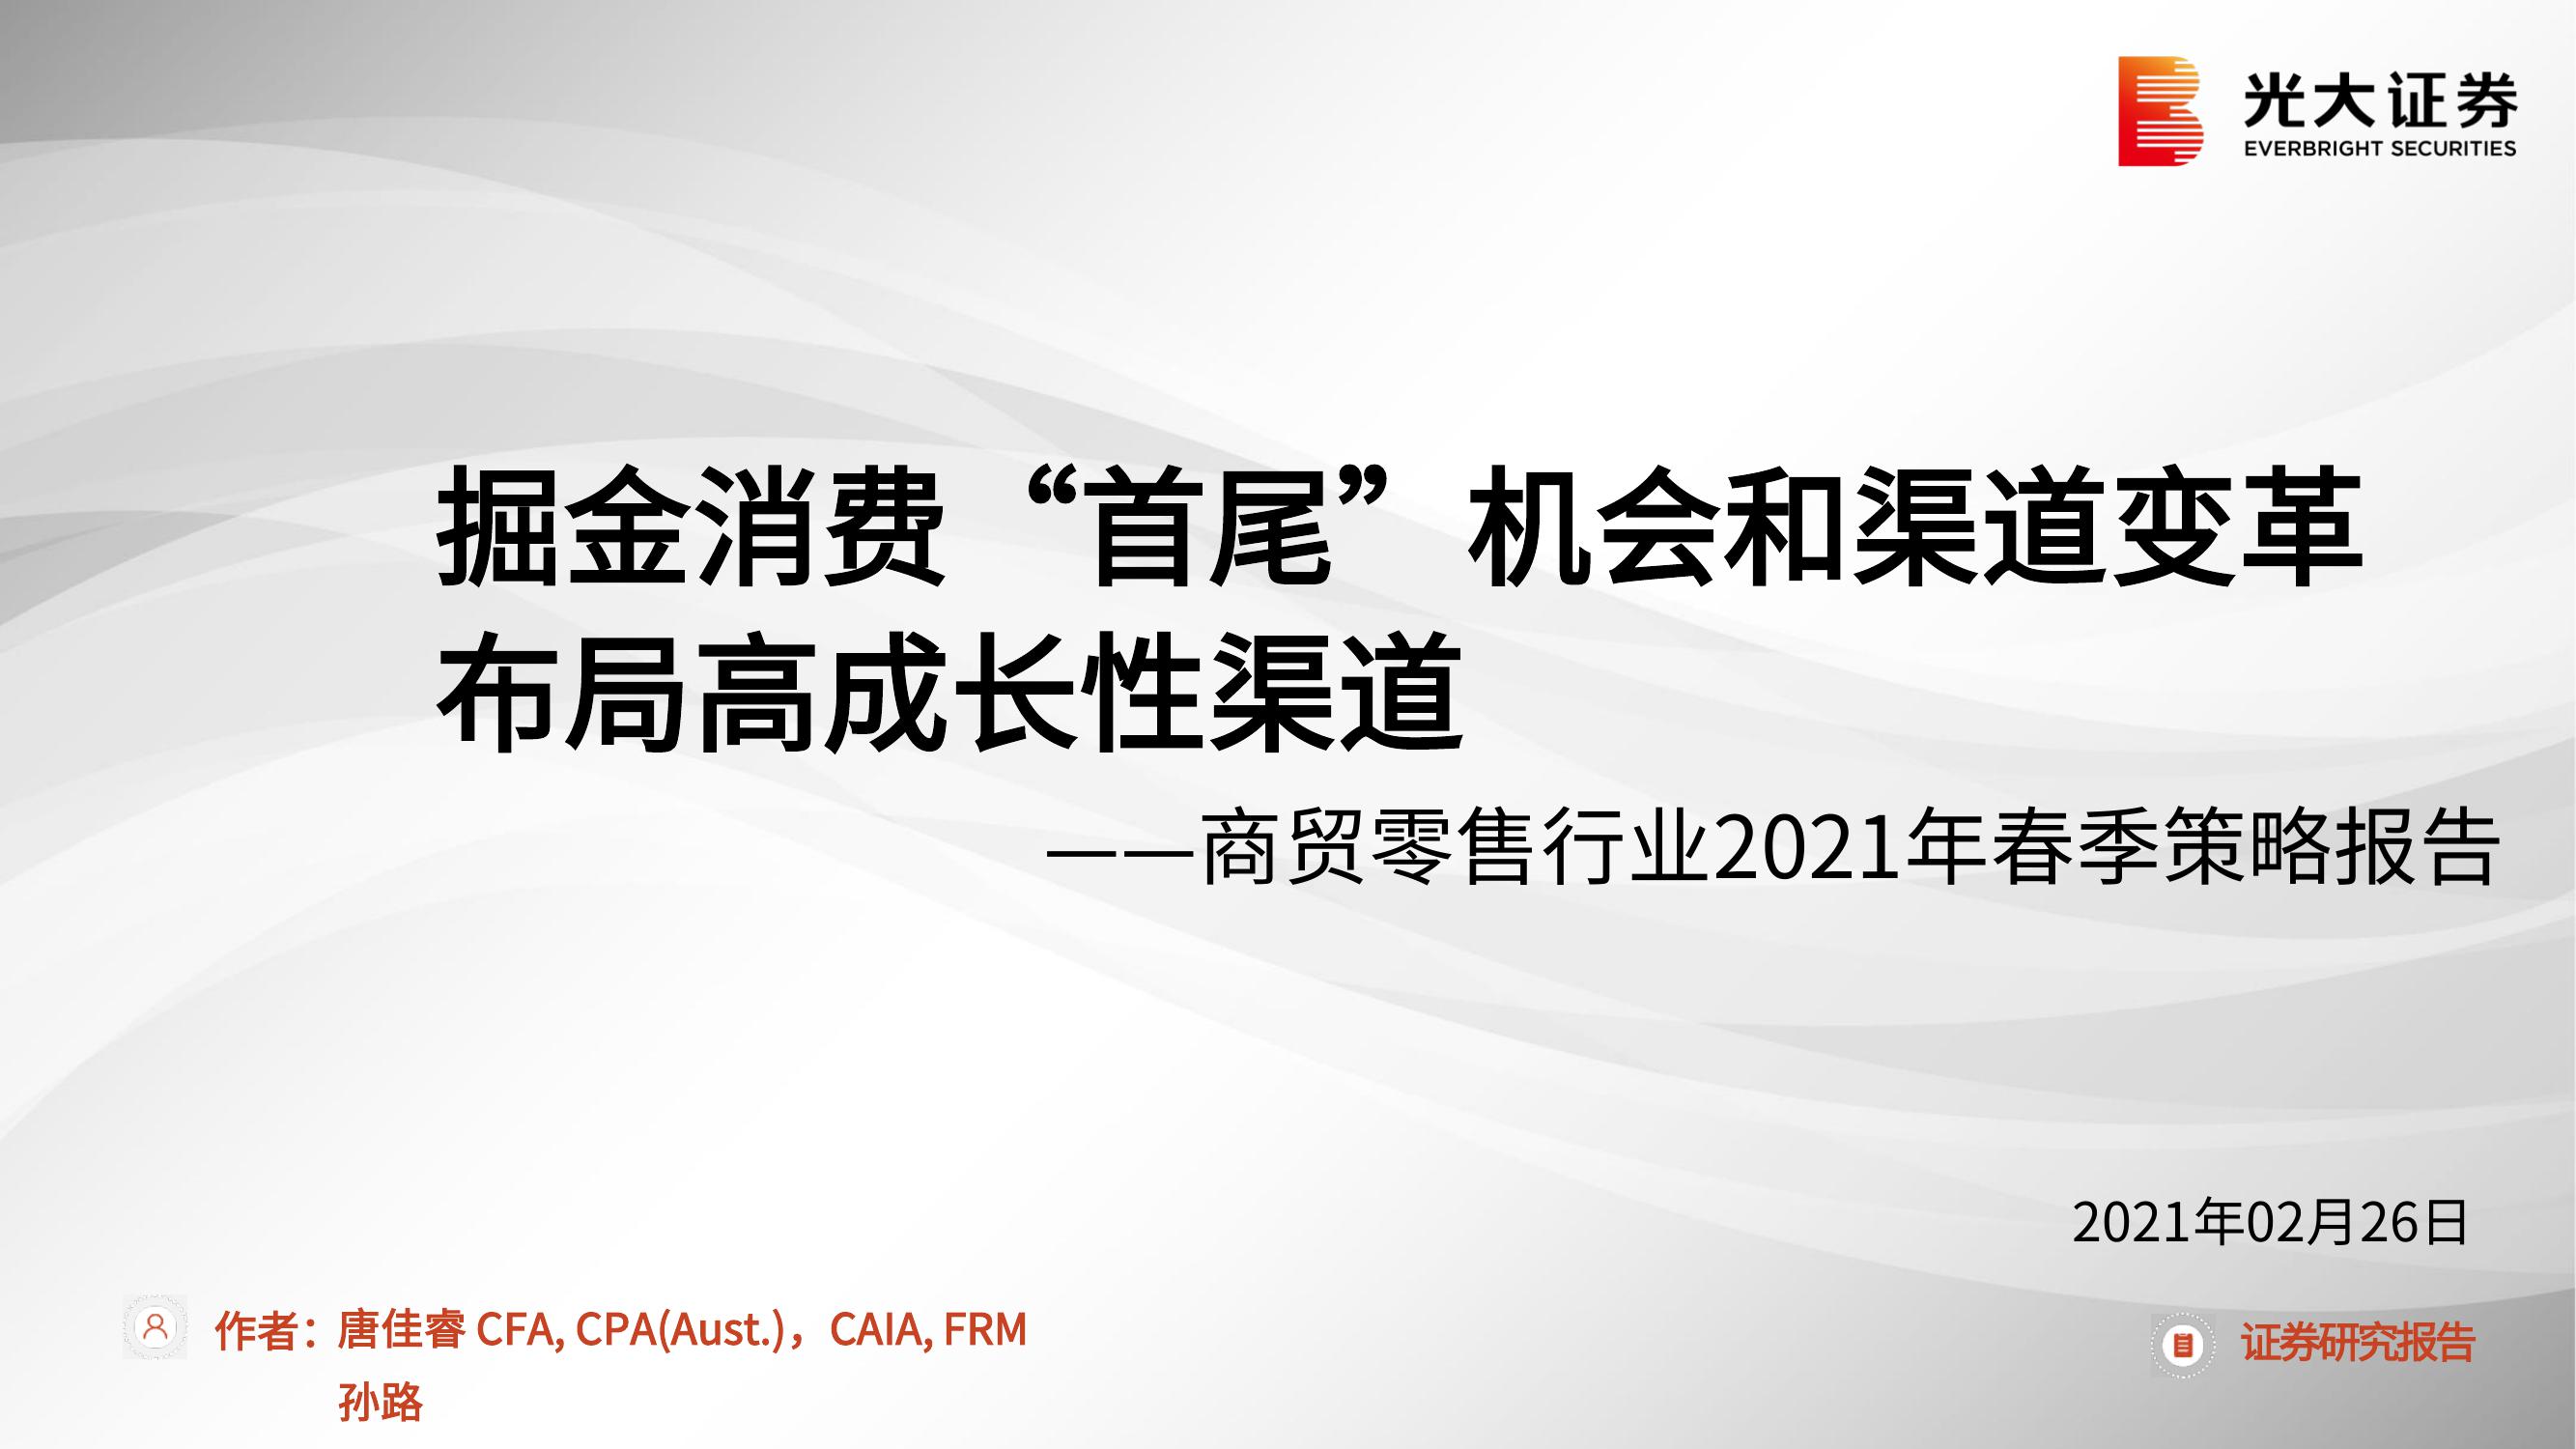 光大证券
EVERBRIGHT SECURITIES
掘金消费“首尾”机会和渠道变革
布局高成长性渠道
——商贸零售行业2021年春季策略报告
2021年02月26日
作者：唐佳睿 CFA, CPA(Aust.)，CAIA, FRM
孙路
证券研究报告